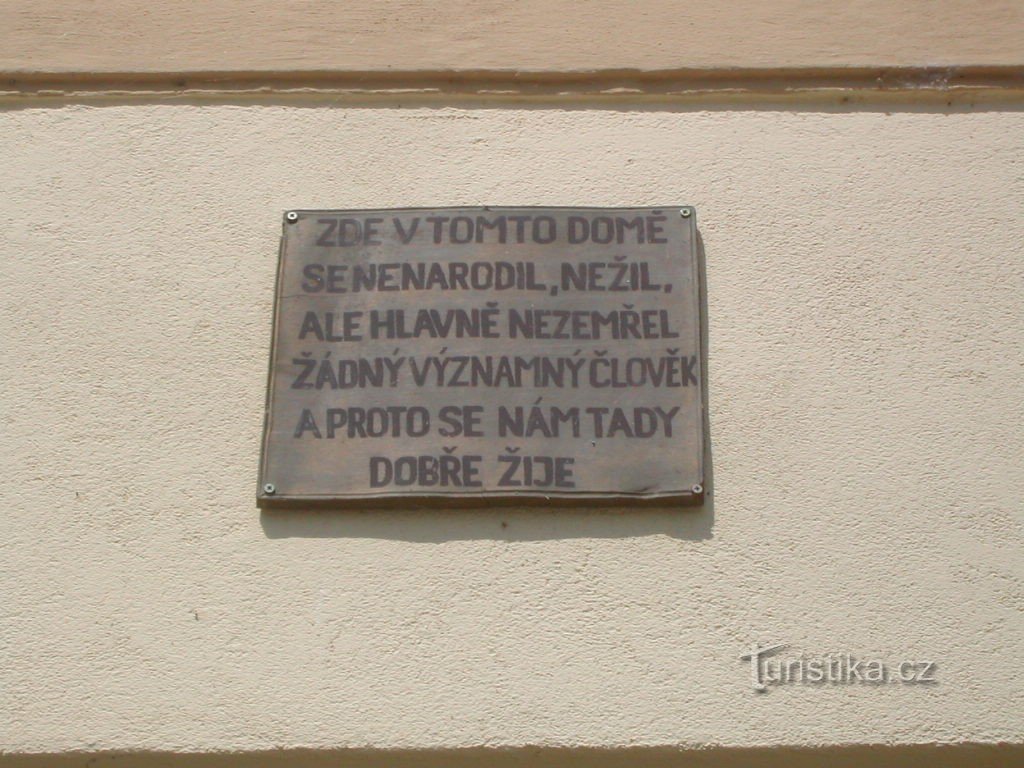 ZDE V TOMTO DOMĚ
SE NENARODIL, NEŽIL,
ALE HLAVNĚ NEZEMŘEL
ŽÁDNÝ VÝZNAMNÝ ČLOVĚK
A PROTO SE NÁM TADY
DOBŘE ŽIJE
Turistika.cz